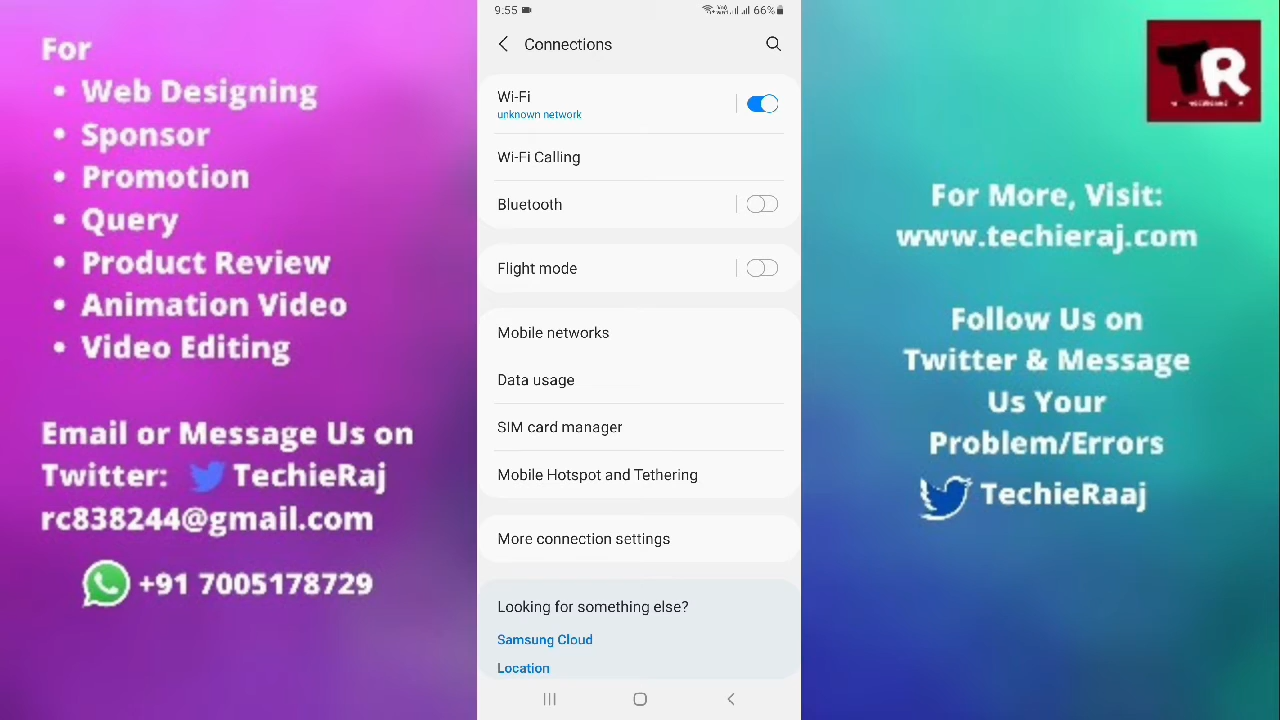 For
• Web Designing
• Sponsor
• Promotion
• Query
• Product Review
• Animation Video
• Video Editing
Email or Message Us on
Twitter: TechieRaj
rc838244@gmail.com
+91 7005178729
9:55
66%
Connections
Wi-Fi
unknown network
Wi-Fi Calling
Bluetooth
Flight mode
Mobile networks
Data usage
SIM card manager
Mobile Hotspot and Tethering
More connection settings
Looking for something else?
Samsung Cloud
Location
TR
For More, Visit:
www.techieraj.com
Follow Us on
Twitter & Message
Us Your
Problem/Errors
TechieRaaj